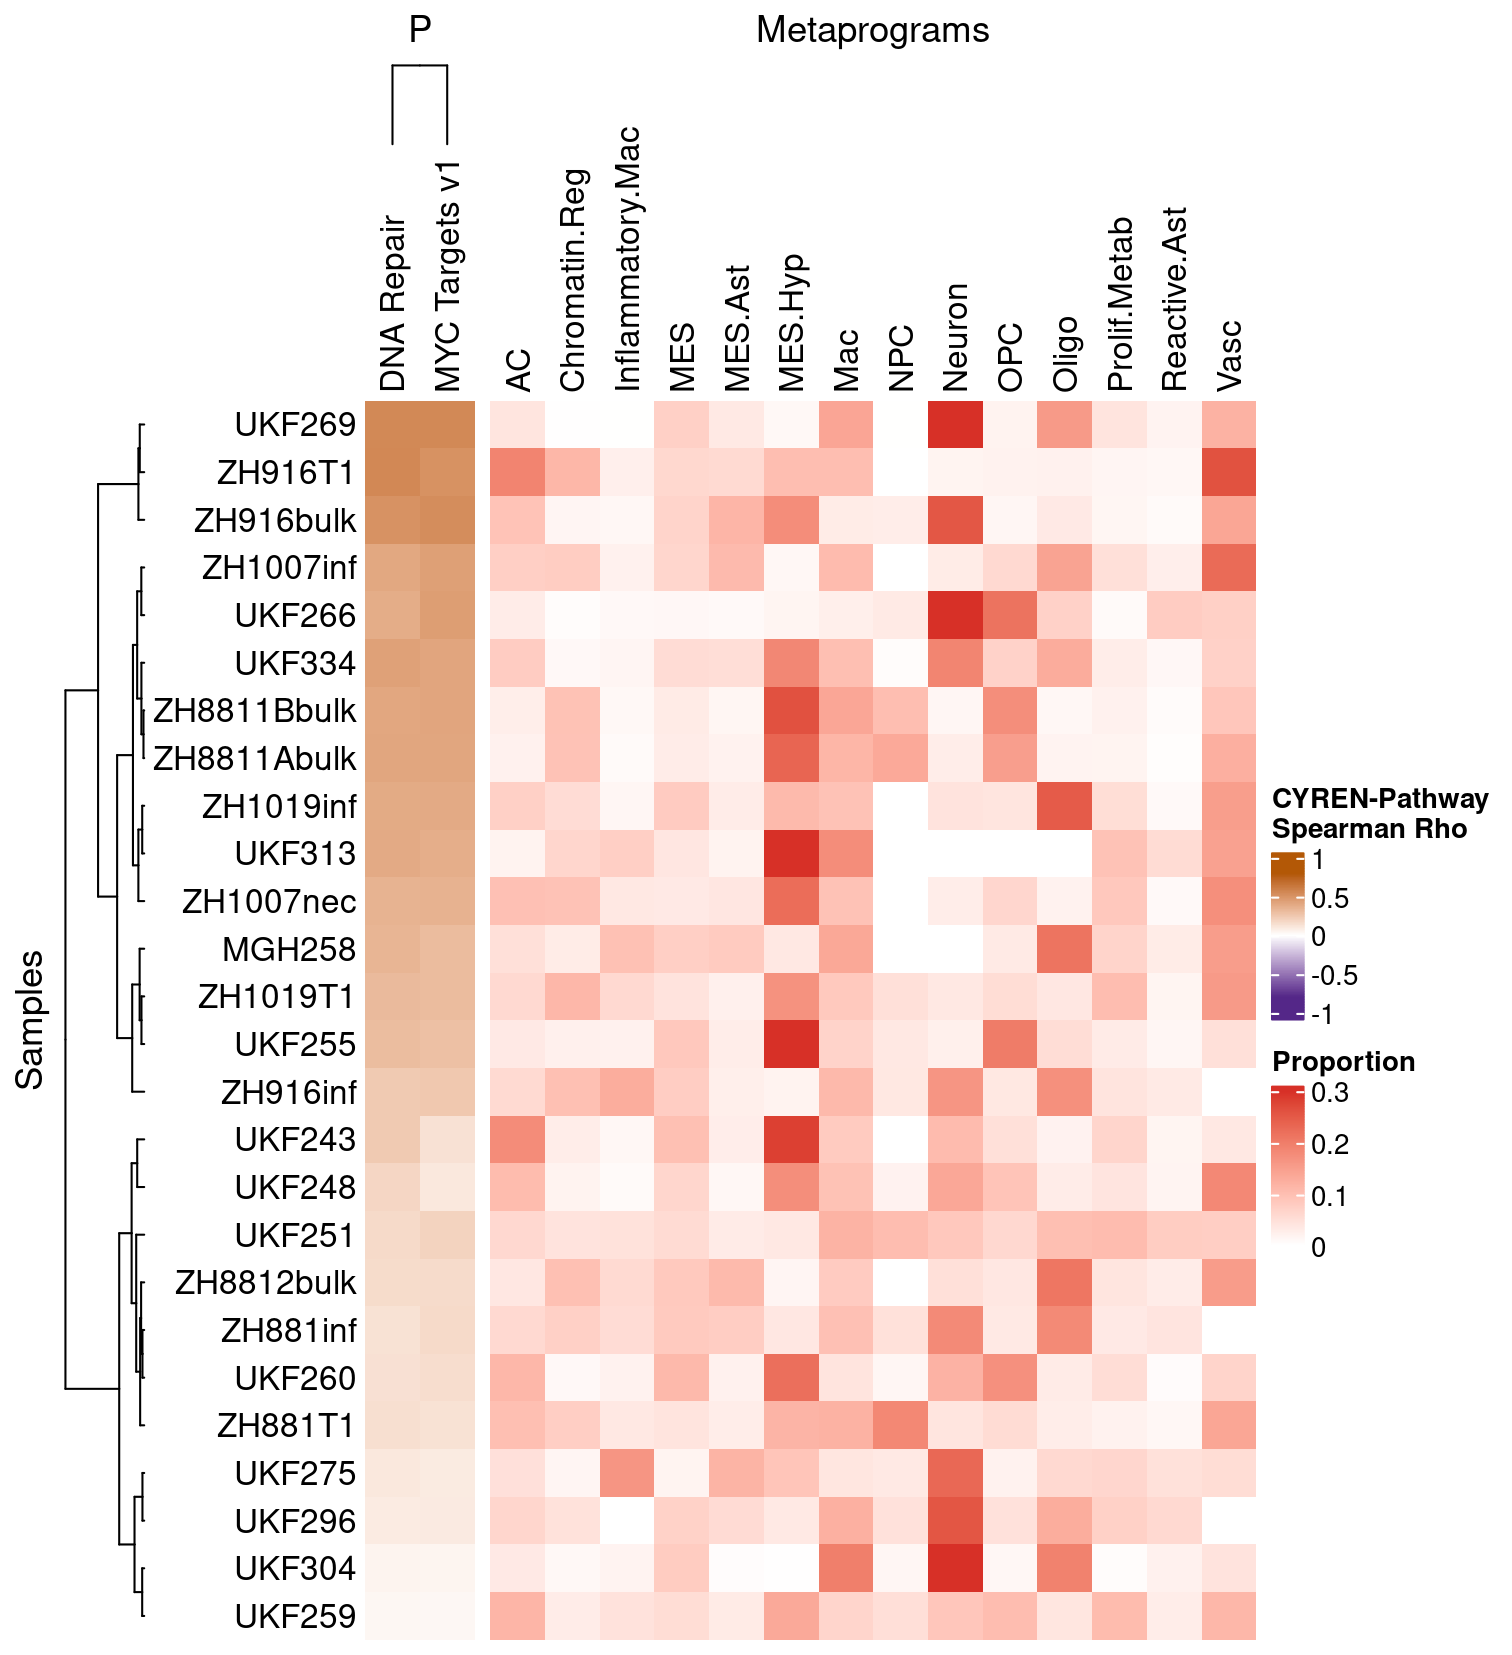 P
Metaprograms
DNA Repair
MYC Targets v1
AC
Chromatin.Reg
Inflammatory.Mac
MES
MES.Ast
MES.Hyp
Mac
NPC
Neuron
OPC
Oligo
Prolif.Metab
Reactive.Ast
Vasc
Samples
UKF269
ZH916T1
ZH916bulk
ZH1007inf
UKF266
UKF334
ZH8811Bbulk
ZH8811Abulk
ZH1019inf
UKF313
ZH1007nec
MGH258
ZH1019T1
UKF255
ZH916inf
UKF243
UKF248
UKF251
ZH8812bulk
ZH881inf
UKF260
ZH881T1
UKF275
UKF296
UKF304
UKF259
CYREN-Pathway
Spearman Rho
1
0.5
0
-0.5
-1
Proportion
0.3
0.2
0.1
0